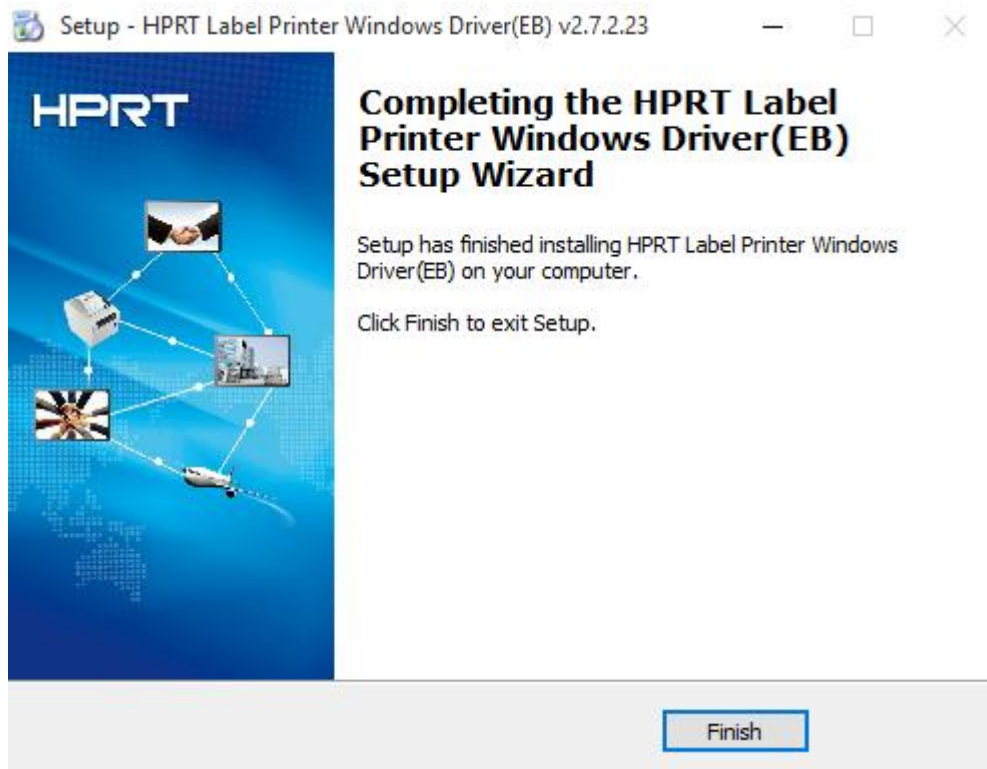 Setup - HPRT Label Printer Windows Driver(EB) v2.7.2.23
HPRT
Completing the HPRT Label
Printer Windows Driver(EB)
Setup Wizard
Setup has finished installing HPRT Label Printer Windows
Driver(EB) on your computer.
Click Finish to exit Setup.
Finish